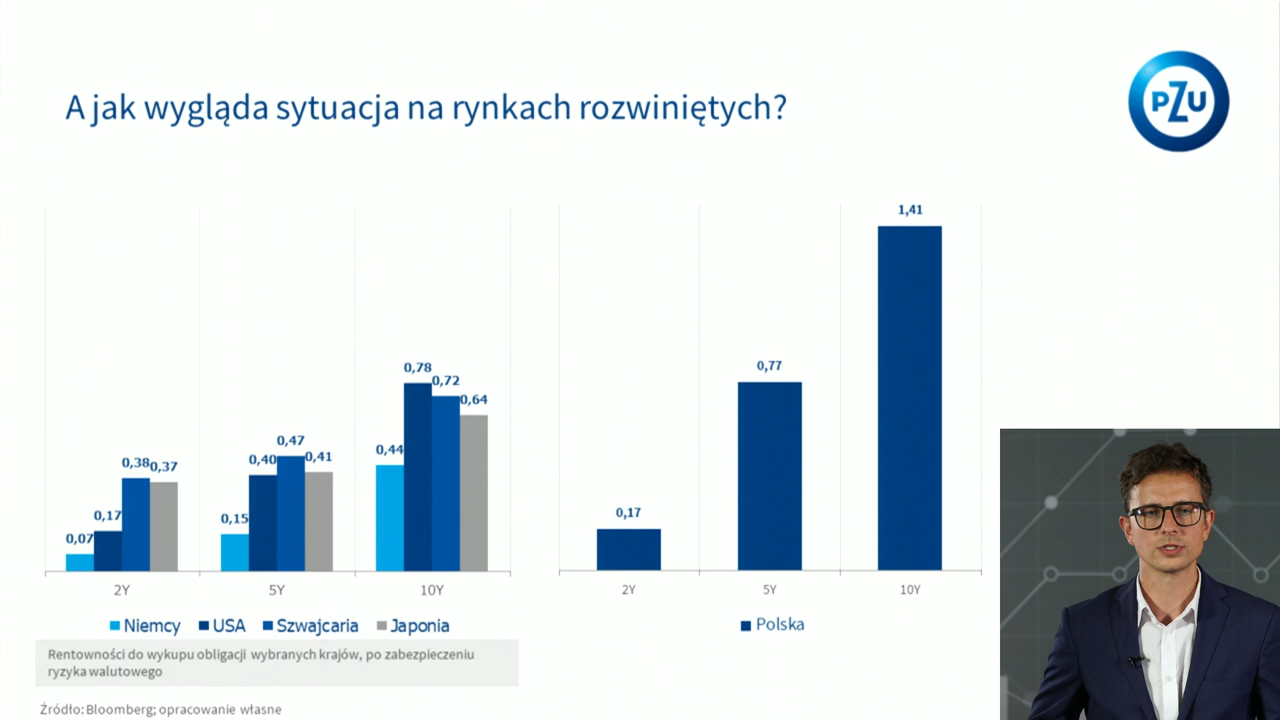 A jak wygląda sytuacja na rynkach rozwiniętych?
PZU
0,07
0,17
0,38
0,37
0,15
0,40
0,47
0,41
0,44
0,78
0,72
0,64
2Y
5Y
10Y
Niemcy USA Szwajcaria Japonia
0,17
0,77
1,41
2Y
5Y
10Y
Polska
Rentowności do wykupu obligacji wybranych krajów, po zabezpieczeniu
ryzyka walutowego
Źródło: Bloomberg; opracowanie własne